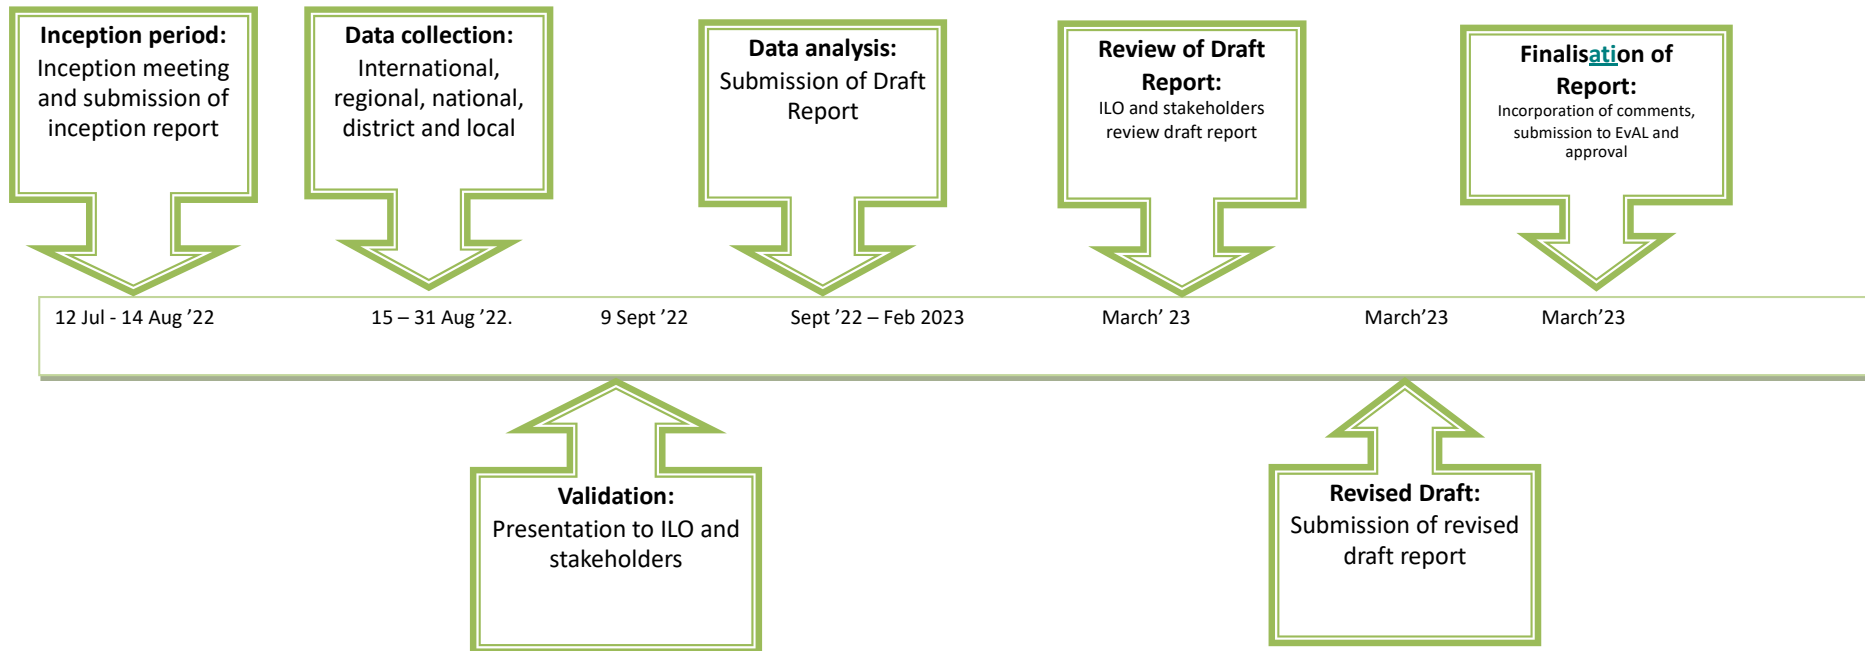 Inception period:
Inception meeting
and submission of
inception report
Data collection:
International,
regional, national,
district and local
Data analysis:
Submission of Draft
Report
Review of Draft
Report:
ILO and stakeholders
review draft report
Finalisation of
Report:
Incorporation of comments,
submission to EvAL and
approval
12 Jul - 14 Aug ’22
15 – 31 Aug ’22.
9 Sept ’22
Sept ’22 – Feb 2023
March’ 23
March’23
March’23
Validation:
Presentation to ILO and
stakeholders
Revised Draft:
Submission of revised
draft report